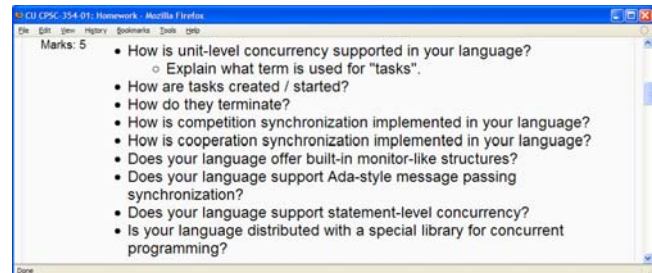 CU CPSC-354-01: Homework - Mozilla Firefox
File Edit View History Bookmarks Tools Help
Marks: 5
• How is unit-level concurrency supported in your language?
○ Explain what term is used for "tasks".
• How are tasks created / started?
• How do they terminate?
• How is competition synchronization implemented in your language?
• How is cooperation synchronization implemented in your language?
• Does your language offer built-in monitor-like structures?
• Does your language support Ada-style message passing
synchronization?
• Does your language support statement-level concurrency?
• Is your language distributed with a special library for concurrent
programming?
Done